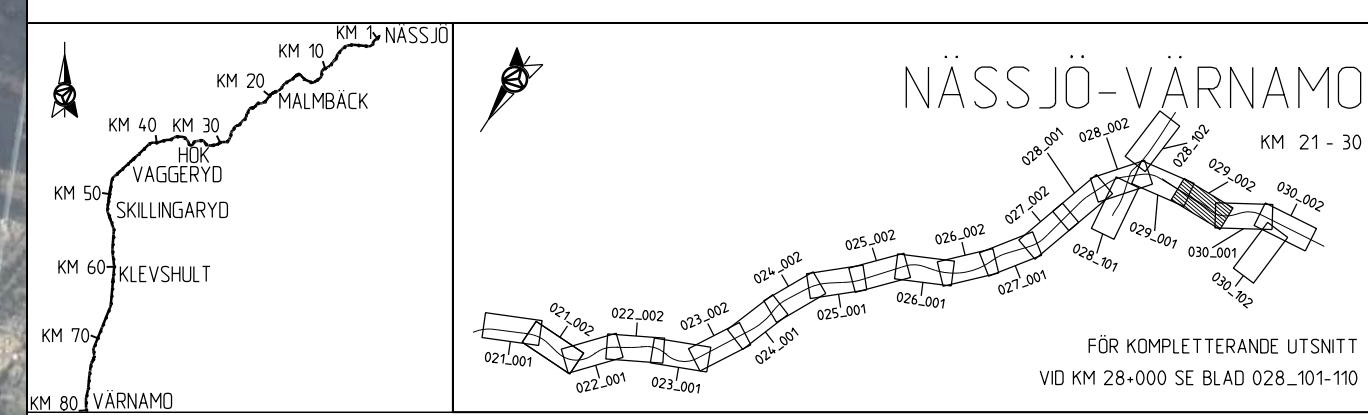 KM 1
NÄSSJÖ
KM 10
KM 20
MALMBÄCK
KM 40
KM 30
HOK
VAGGERYD
KM 50
SKILLINGARYD
KM 60
KLEVSHULT
KM 70
KM 80
VÄRNAMO
NÄSSJÖ-VÄRNAMO
KM 21 - 30
021_001
021_002
022_001
022_002
023_001
023_002
024_001
024_002
025_001
025_002
026_001
026_002
027_001
027_002
028_001
028_002
028_101
028_102
029_001
029_002
030_001
030_002
030_102
FÖR KOMPLETTERANDE UTSNITT
VID KM 28+000 SE BLAD 028_101-110